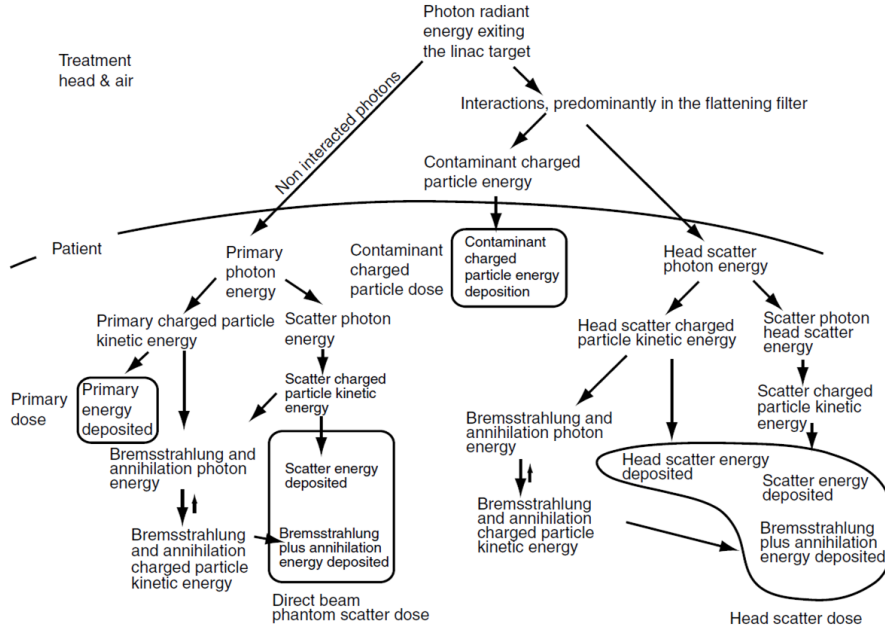 Photon radiant
energy exiting
the linac target
Treatment
head & air
Non interacted photons
Interactions, predominantly in the flattening filter
Contaminant charged
particle energy
Patient
Primary
photon
energy
Contaminant
charged
particle dose
Contaminant
charged
particle energy
deposition
Head scatter
photon energy
Primary charged particle
kinetic energy
Scatter photon
energy
Head scatter charged
particle kinetic energy
Scatter photon
head scatter
energy
Primary
dose
Primary
energy
deposited
Scatter charged
particle kinetic
energy
Scatter charged
particle kinetic
energy
Bremsstrahlung and
annihilation photon
energy
Bremsstrahlung and
annihilation photon
energy
Scatter energy
deposited
Head scatter energy
deposited
Scatter energy
deposited
Bremsstrahlung
and annihilation
charged particle
kinetic energy
Bremsstrahlung
plus annihilation
energy deposited
Bremsstrahlung
and annihilation
charged particle
kinetic energy
Bremsstrahlung
plus annihilation
energy deposited
Direct beam
phantom scatter dose
Head scatter dose